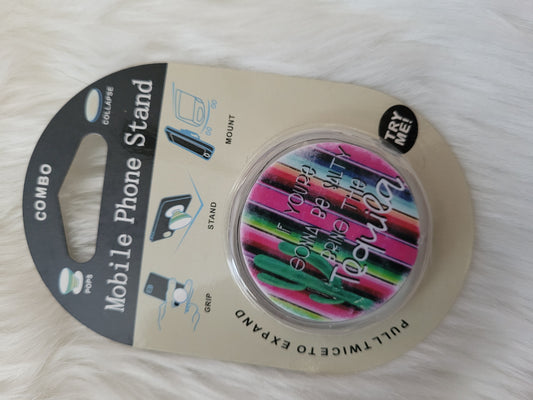 COMBO
POPS
COLLAPSE
Mobile Phone Stand
GRIP
STAND
MOUNT
TRY
ME!
IF YOU'RE
GONNA BE SALTY
BRING THE
Tequila
PULL TWICE TO EXPAND